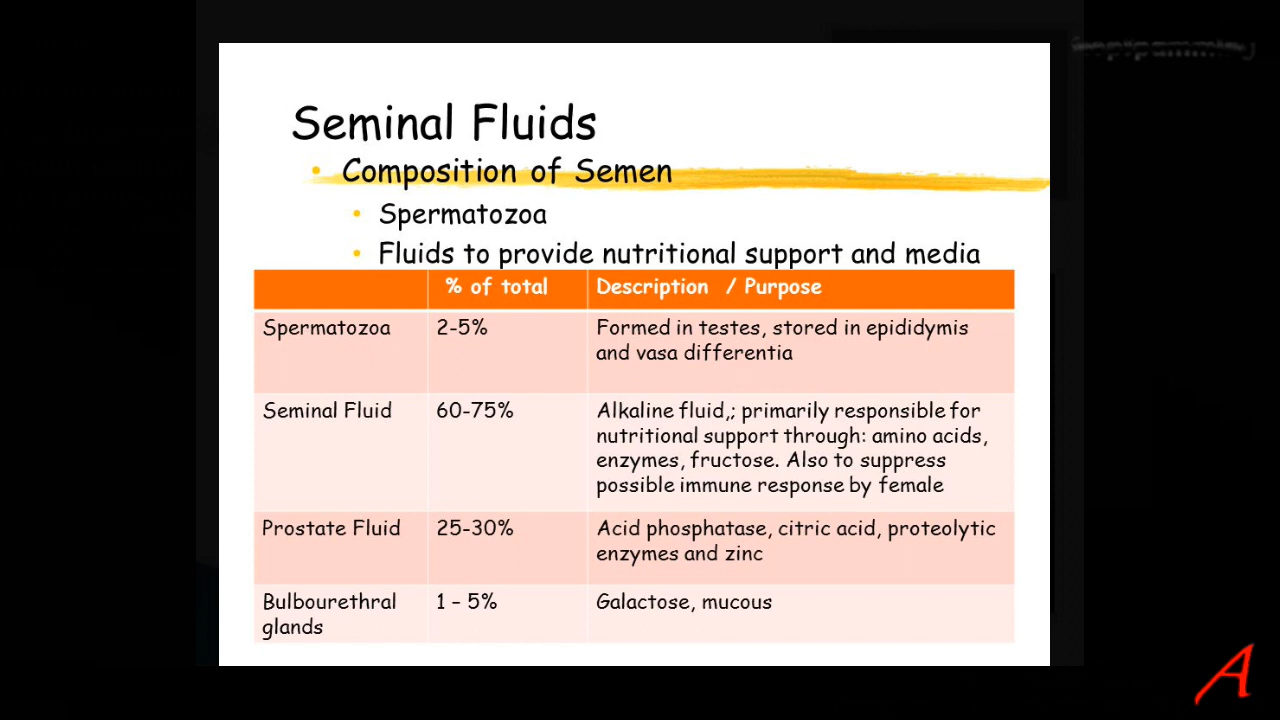 Seminal Fluids
• Composition of Semen
• Spermatozoa
• Fluids to provide nutritional support and media
% of total Description / Purpose
Spermatozoa 2-5% Formed in testes, stored in epididymis
and vasa differentia
Seminal Fluid 60-75% Alkaline fluid,; primarily responsible for
nutritional support through: amino acids,
enzymes, fructose. Also to suppress
possible immune response by female
Prostate Fluid 25-30% Acid phosphatase, citric acid, proteolytic
enzymes and zinc
Bulbourethral 1 – 5% Galactose, mucous
glands
A